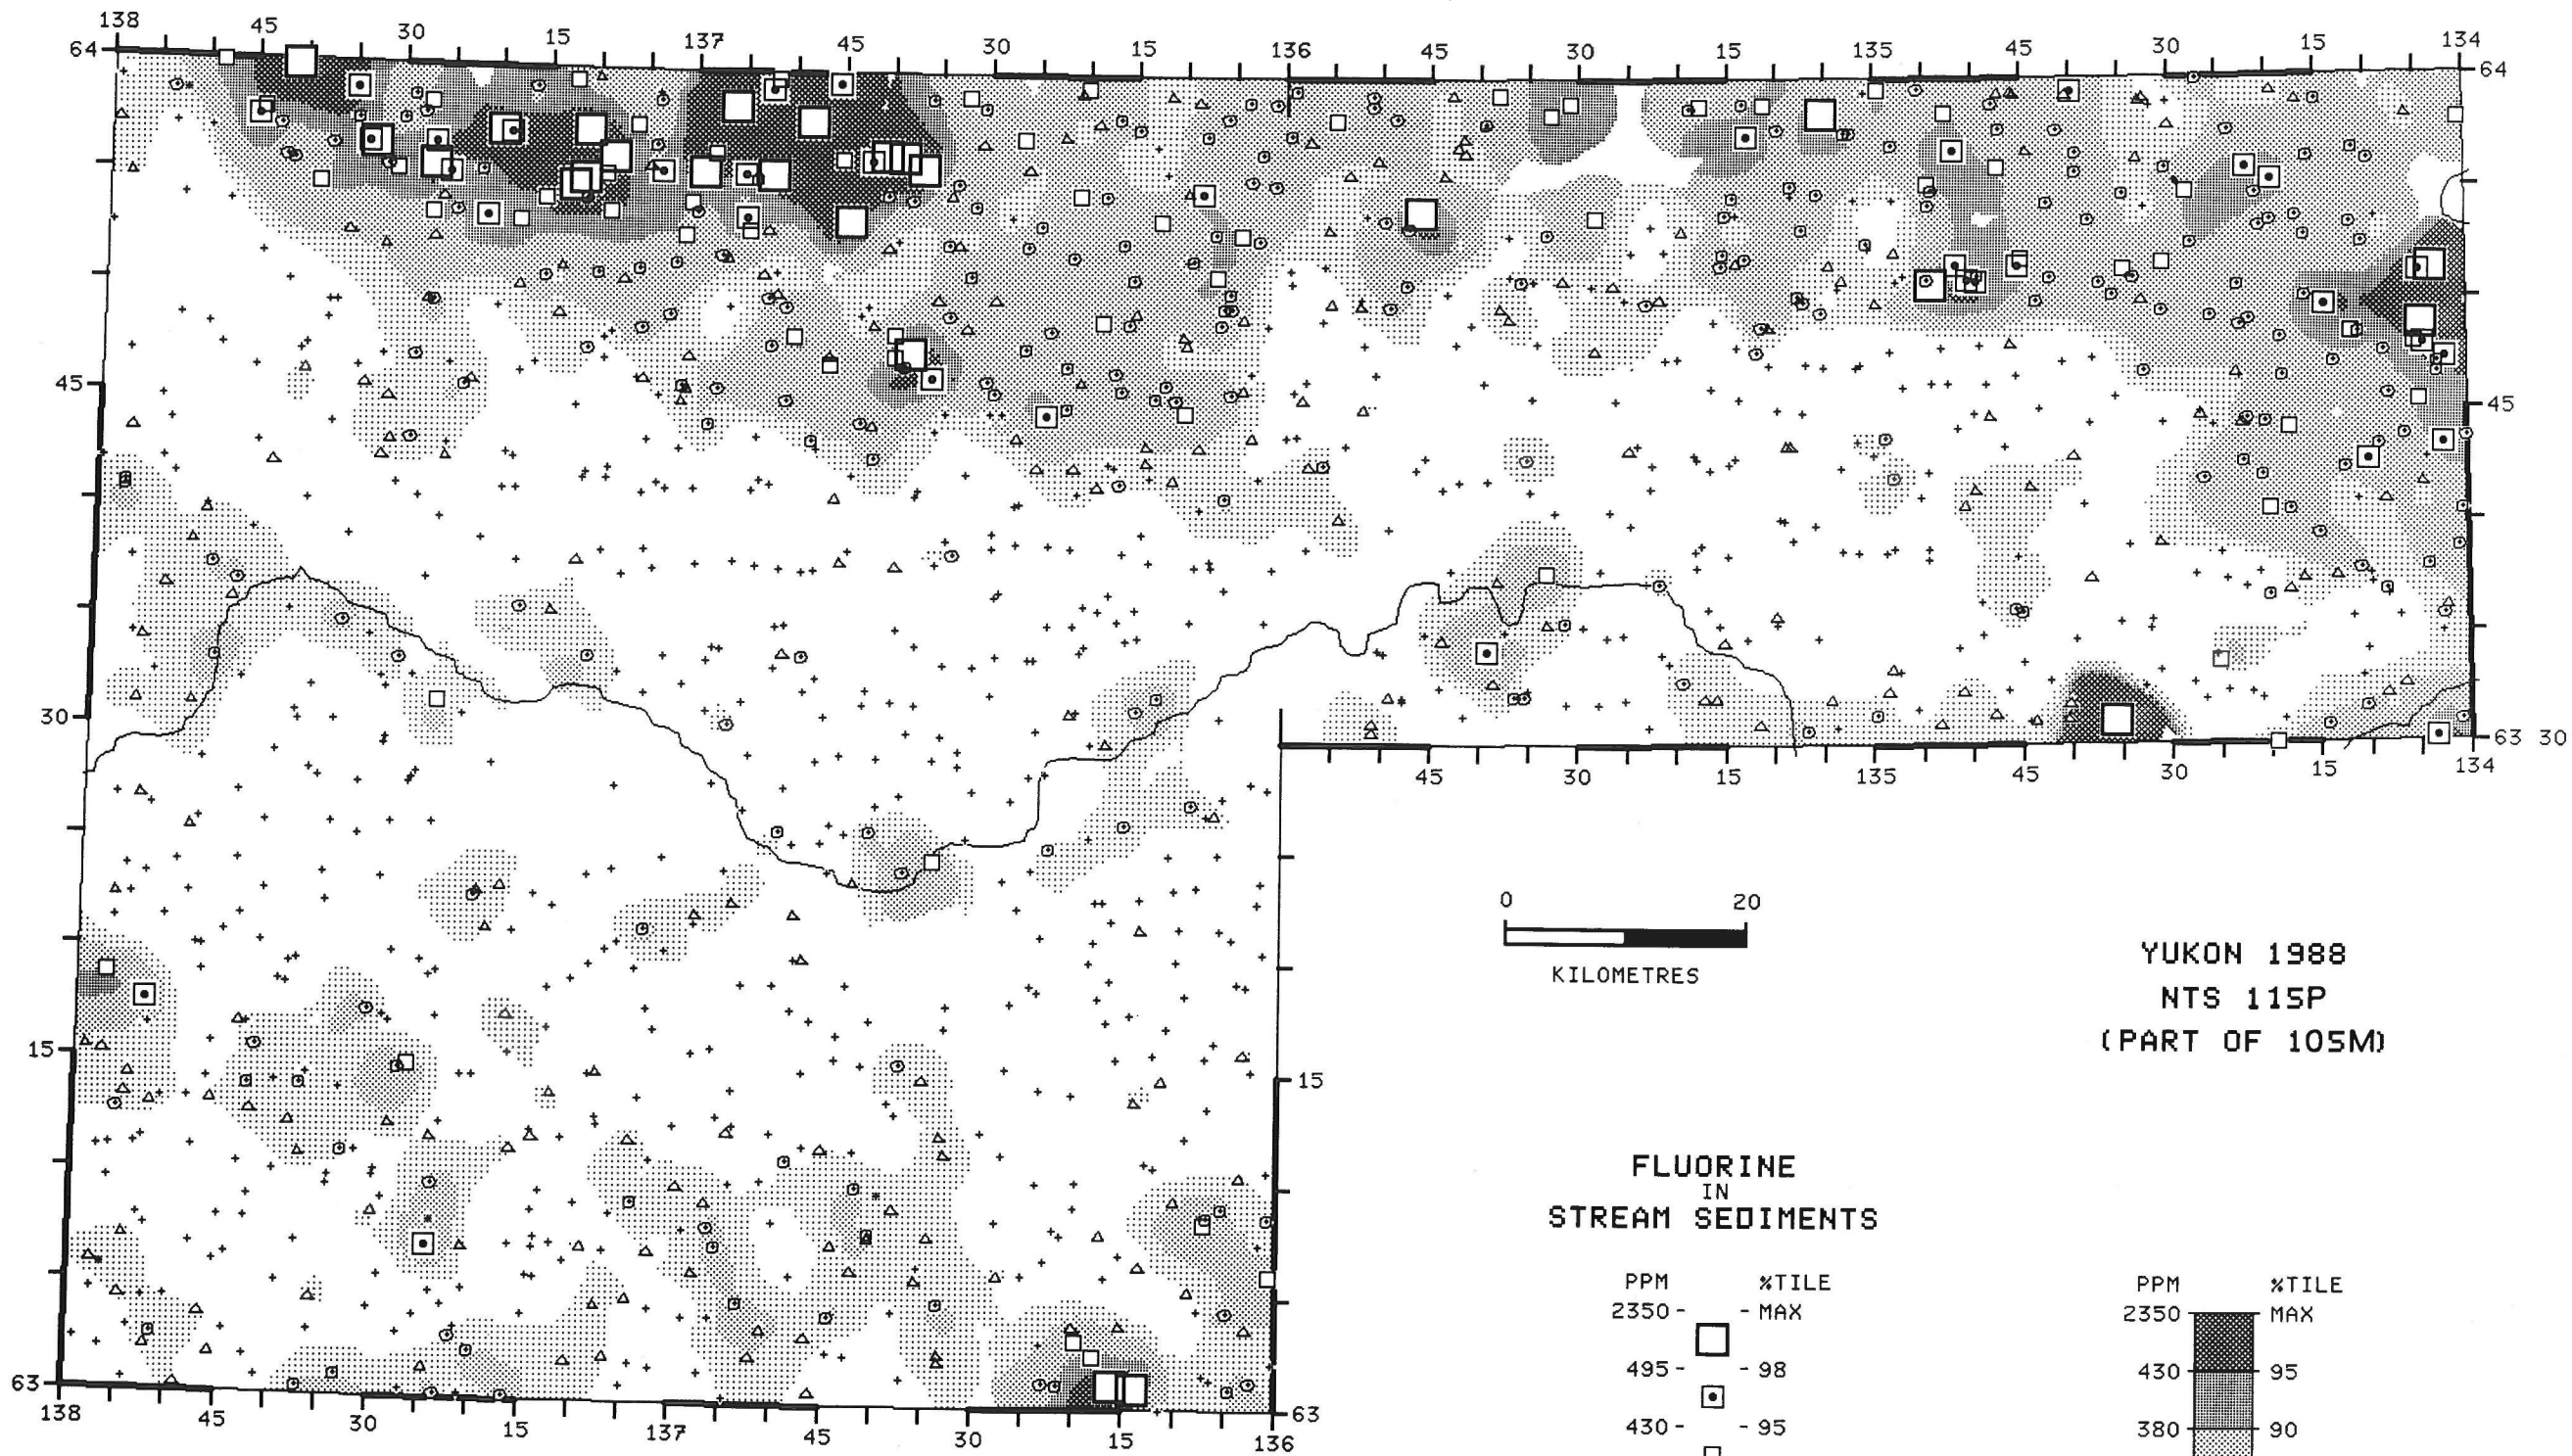 138 45 30 15 137 45 30 15 136 45 30 15 135 45 30 15 134
64 64
45 45
30 63 30
45 30 15 135 45 30 15 134
0 20
KILOMETRES
YUKON 1988
NTS 115P
(PART OF 105M)
15 15
FLUORINE
IN
STREAM SEDIMENTS
PPM %TILE PPM %TILE
2350 - - MAX 2350 MAX
495 - - 98 430 95
430 - - 95 380 90
63 63
138 45 30 15 137 45 30 15 136